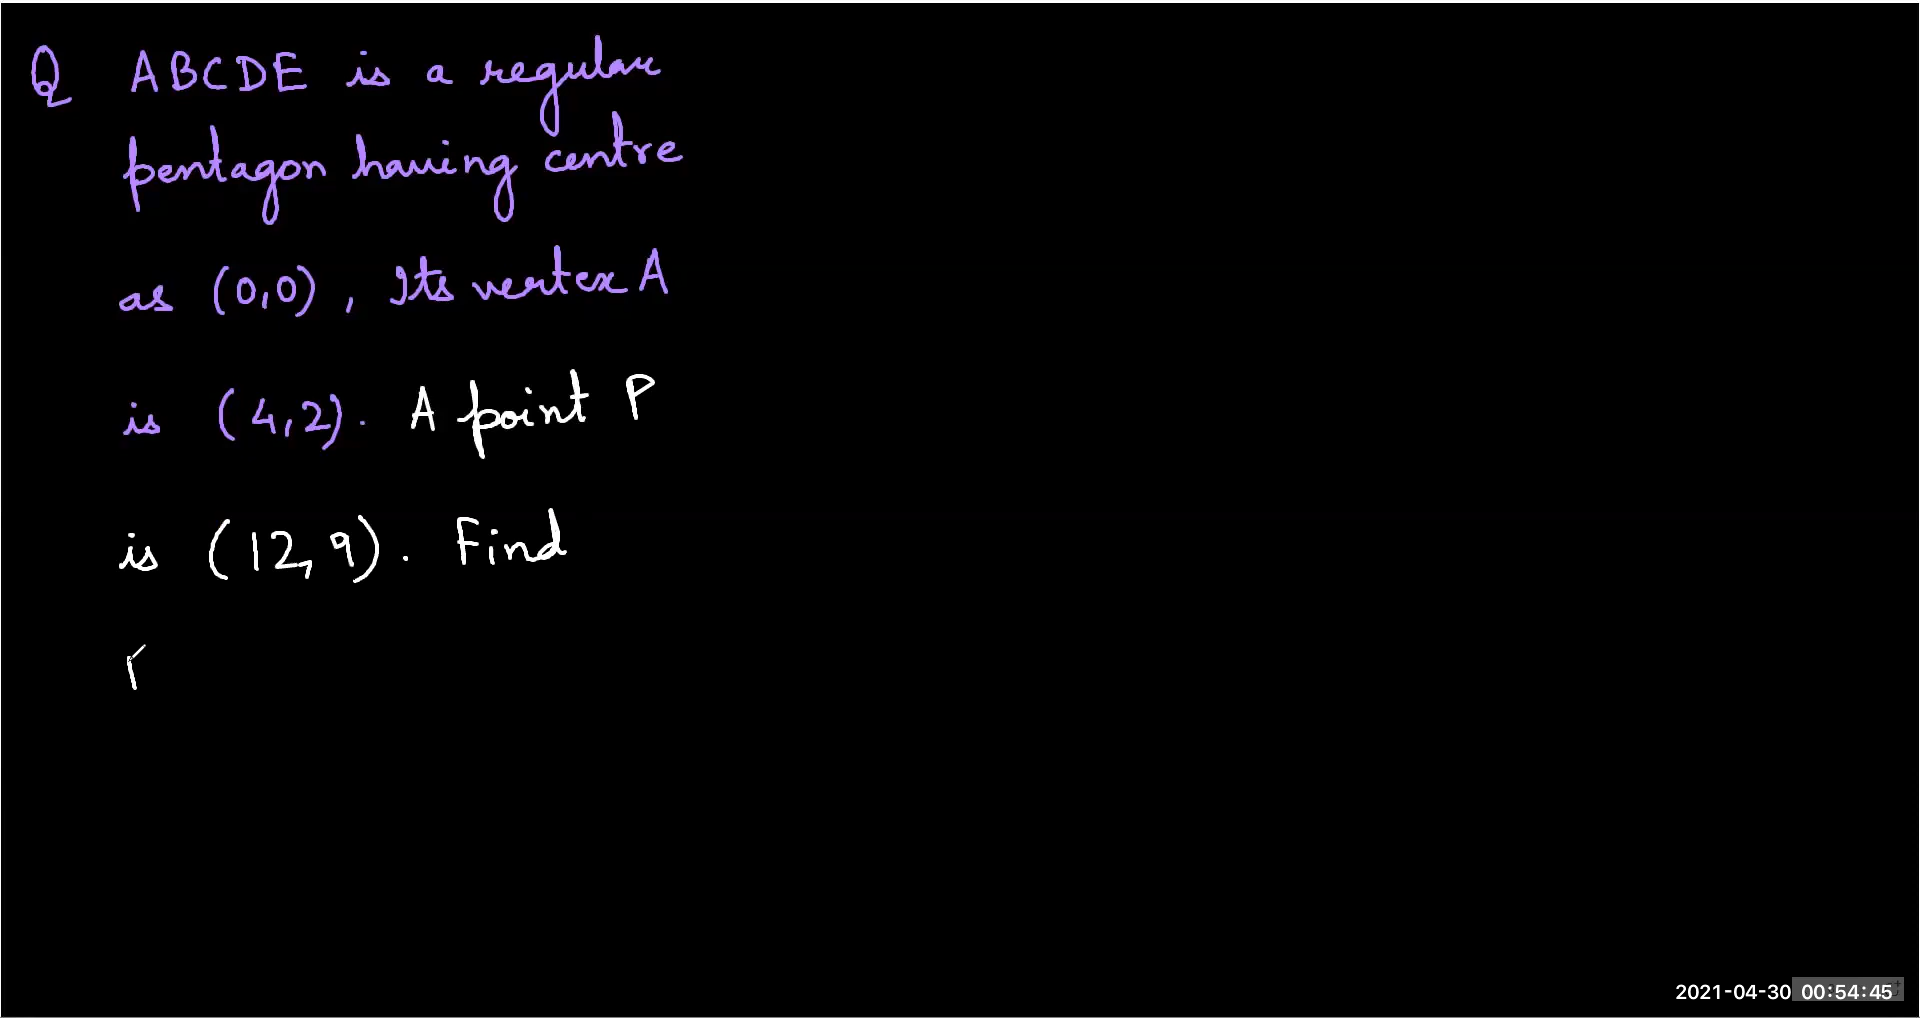 Q ABCDE is a regular
pentagon having centre
as (0,0), Its vertex A
is (4,2). A point P
is (12,9). Find
2021-04-30 00:54:45